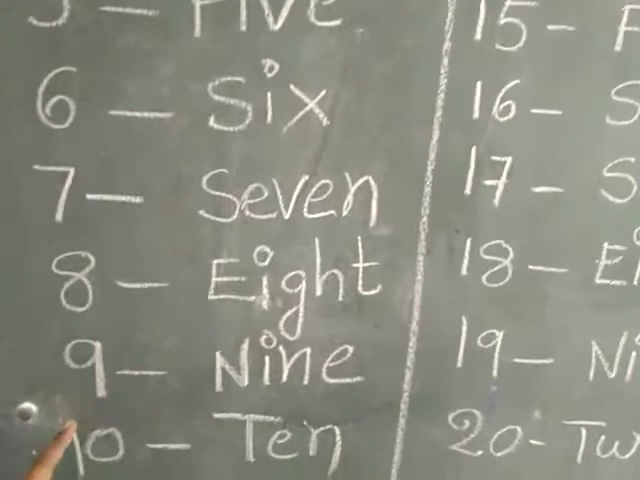 5 — Five
6 — Six
7 — Seven
8 — Eight
9 — Nine
10 — Ten
15 —
16 —
17 —
18 —
19 —
20 -